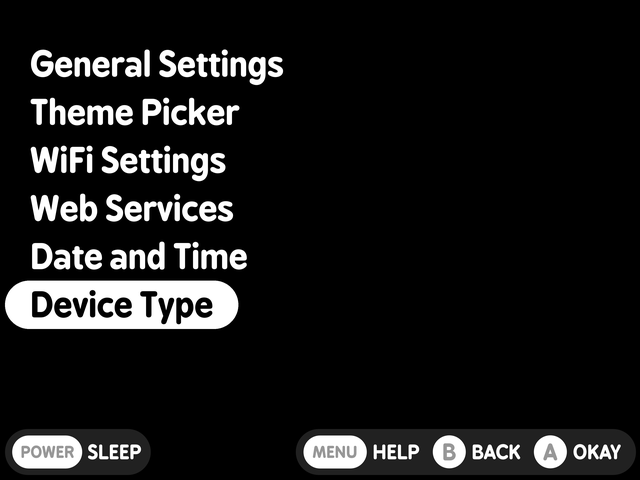 General Settings
Theme Picker
WiFi Settings
Web Services
Date and Time
Device Type
POWER SLEEP MENU HELP B BACK A OKAY